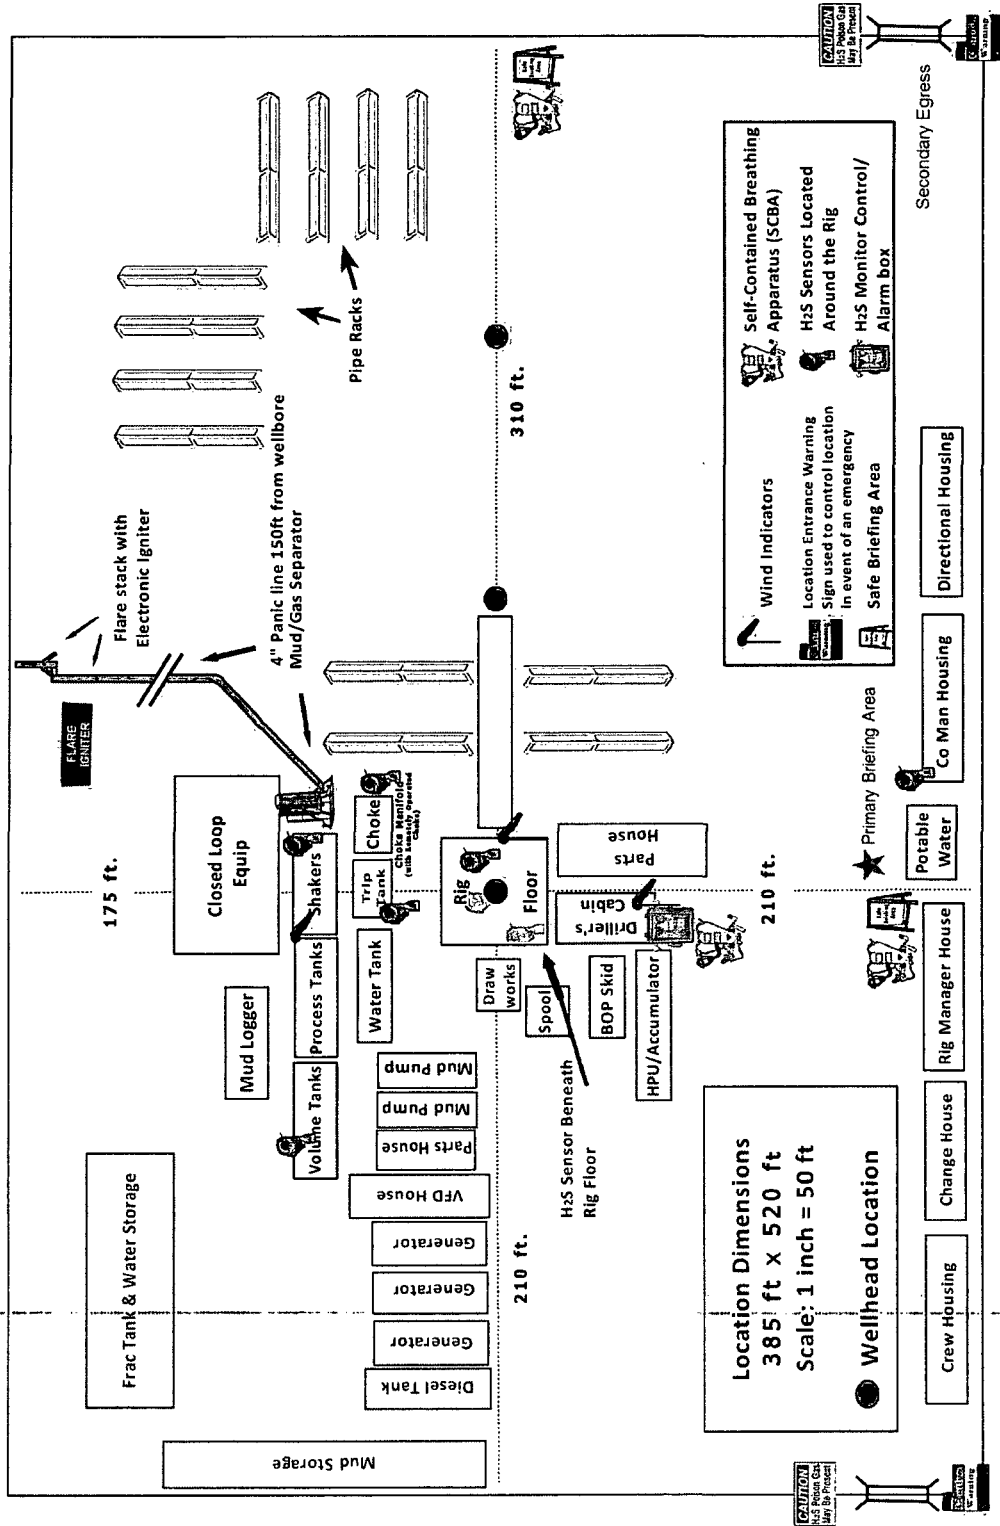 CAUTION
H2S Poison Gas
May Be Present
Warning
Secondary Egress
Pipe Racks
Flare stack with
Electronic Igniter
4" Panic line 150ft from wellbore
Mud/Gas Separator
FLARE
IGNITER
310 ft.
175 ft.
Closed Loop
Equip
Shakers
Choke
Choke Manifold
(with Remotely Operated
Choke)
Trip
Tank
Rig
Floor
Parts
House
Driller's
Cabin
210 ft.
Process Tanks
Water Tank
Mud Logger
Volume Tanks
Draw
works
Spool
BOP Skid
HPU/Accumulator
Mud Pump
Mud Pump
Parts House
VFD House
Generator
Generator
Generator
Diesel Tank
Mud Storage
Frac Tank & Water Storage
H2S Sensor Beneath
Rig Floor
210 ft.
Wind Indicators
Location Entrance Warning
Sign used to control location
In event of an emergency
Warning
Safe Briefing Area
Self-Contained Breathing
Apparatus (SCBA)
H2S Sensors Located
Around the Rig
H2S Monitor Control/
Alarm box
Primary Briefing Area
Directional Housing
Co Man Housing
Potable
Water
Rig Manager House
Change House
Crew Housing
Location Dimensions
385 ft x 520 ft
Scale: 1 inch = 50 ft
Wellhead Location
CAUTION
H2S Poison Gas
May Be Present
Warning